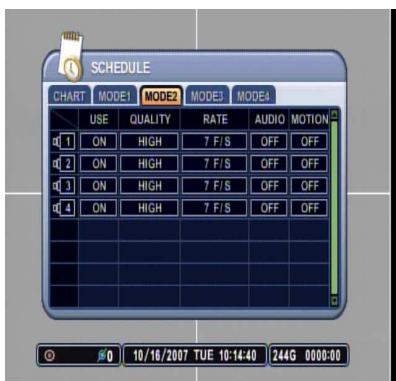 SCHEDULE
CHART MODE1 MODE2 MODE3 MODE4
USE QUALITY RATE AUDIO MOTION
1 ON HIGH 7 F/S OFF OFF
2 ON HIGH 7 F/S OFF OFF
3 ON HIGH 7 F/S OFF OFF
4 ON HIGH 7 F/S OFF OFF
0 10/16/2007 TUE 10:14:40 244G 0000:00